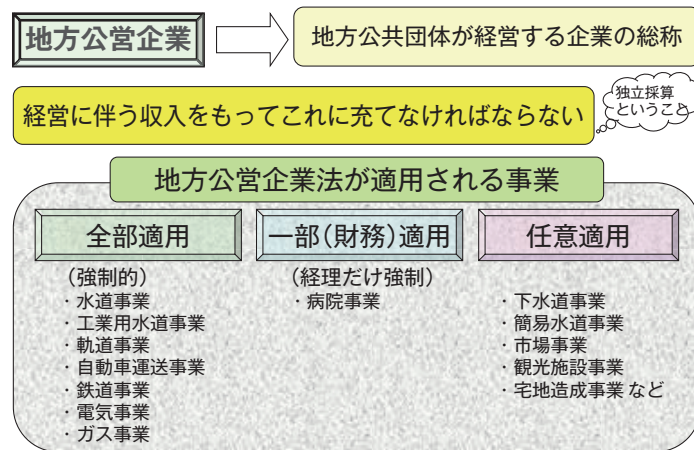 地方公営企業
地方公共団体が経営する企業の総称
経営に伴う収入をもってこれに充てなければならない
独立採算
ということ
地方公営企業法が適用される事業
全部適用
(強制的)
・水道事業
・工業用水道事業
・軌道事業
・自動車運送事業
・鉄道事業
・電気事業
・ガス事業
一部(財務)適用
(経理だけ強制)
・病院事業
任意適用
・下水道事業
・簡易水道事業
・市場事業
・観光施設事業
・宅地造成事業 など